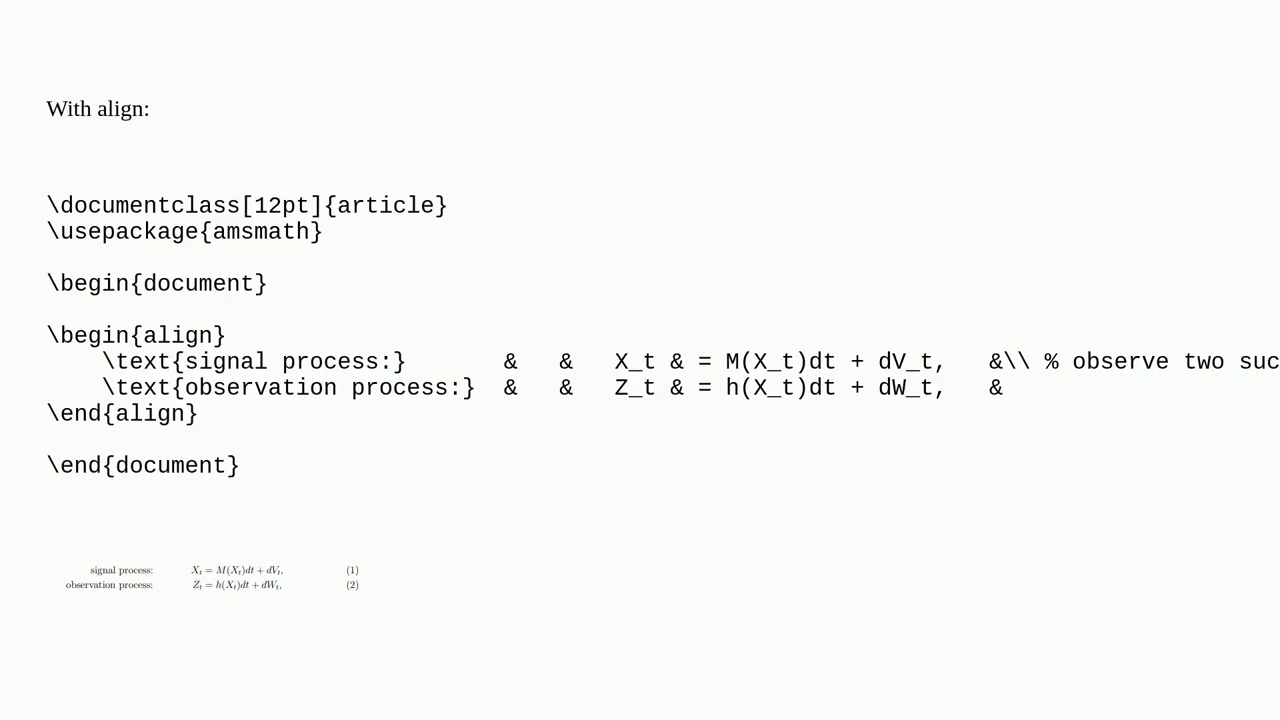 With align:
\documentclass[12pt]{article}
\usepackage{amsmath}
\begin{document}
\begin{align}
    \text{signal process:}       &   &   X_t & = M(X_t)dt + dV_t,   &\\ % observe two
    \text{observation process:}  &   &   Z_t & = h(X_t)dt + dW_t,   &
\end{align}
\end{document}
signal process: X_t = M(X_t)dt + dV_t, (1)
observation process: Z_t = h(X_t)dt + dW_t, (2)